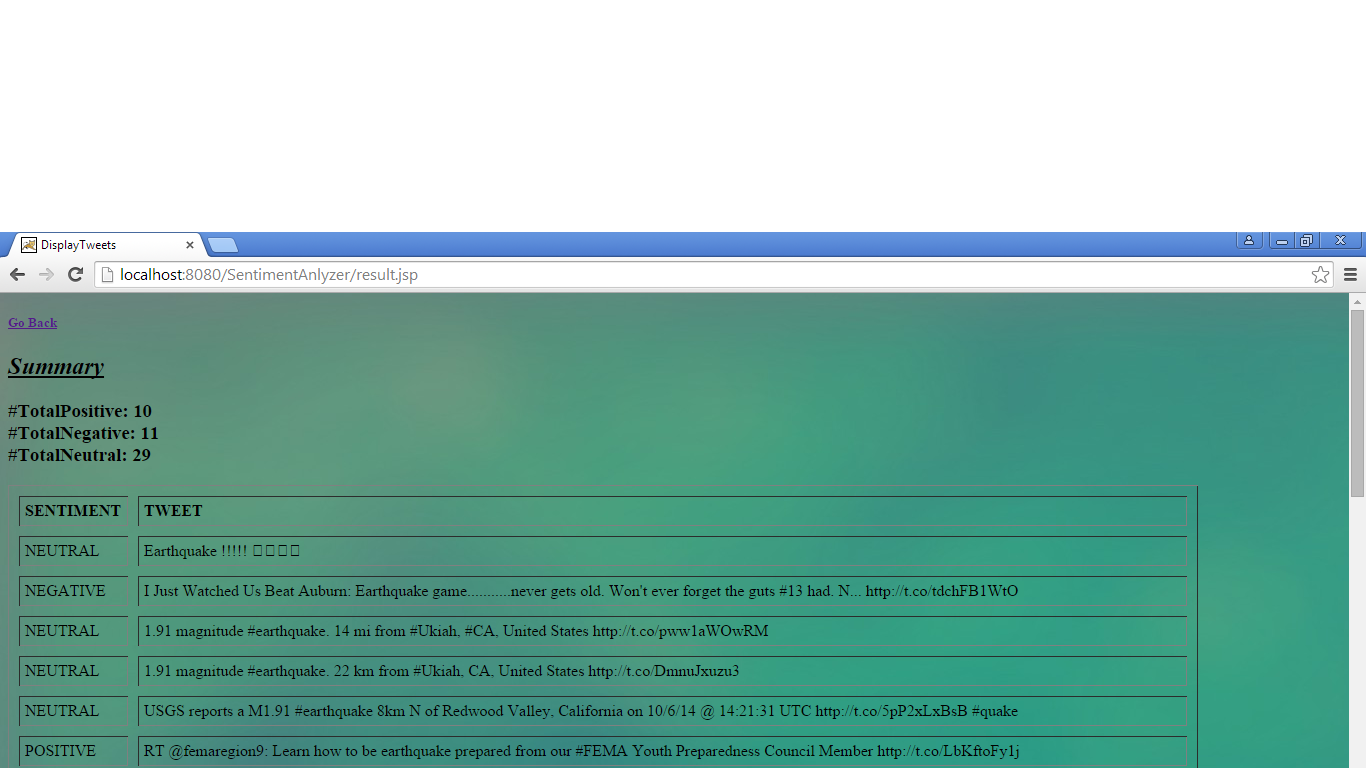 DisplayTweets
localhost:8080/SentimentAnlyzer/result.jsp
Go Back
Summary
#TotalPositive: 10
#TotalNegative: 11
#TotalNeutral: 29
SENTIMENT TWEET
NEUTRAL Earthquake !!!!! □□□□
NEGATIVE I Just Watched Us Beat Auburn: Earthquake game...........never gets old. Won't ever forget the guts #13 had. N... http://t.co/tdchFB1WtO
NEUTRAL 1.91 magnitude #earthquake. 14 mi from #Ukiah, #CA, United States http://t.co/pww1aWOwRM
NEUTRAL 1.91 magnitude #earthquake. 22 km from #Ukiah, CA, United States http://t.co/DmnuJxuzu3
NEUTRAL USGS reports a M1.91 #earthquake 8km N of Redwood Valley, California on 10/6/14 @ 14:21:31 UTC http://t.co/5pP2xLxBsB #quake
POSITIVE RT @femaregion9: Learn how to be earthquake prepared from our #FEMA Youth Preparedness Council Member http://t.co/LbKftoFy1j